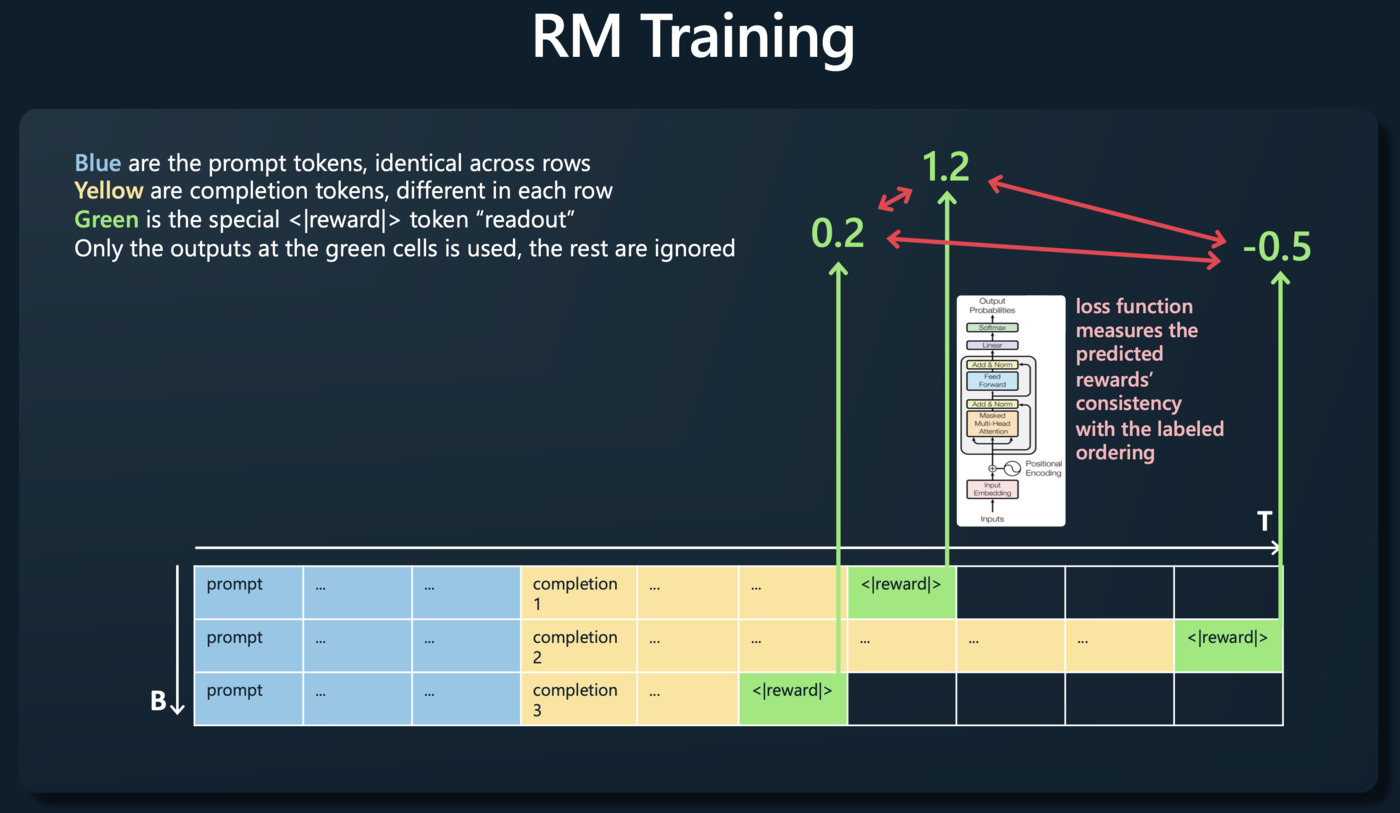 RM Training
Blue are the prompt tokens, identical across rows
Yellow are completion tokens, different in each row
Green is the special <|reward|> token “readout”
Only the outputs at the green cells is used, the rest are ignored
1.2
0.2
-0.5
Output
Probabilities
Softmax
Linear
Add & Norm
Feed
Forward
Add & Norm
Masked
Multi-Head
Attention
Positional
Encoding
Input
Embedding
Inputs
loss function
measures the
predicted
rewards’
consistency
with the labeled
ordering
T
B
prompt ... ... completion 1 ... ... <|reward|>
prompt ... ... completion 2 ... ... ... ... ... <|reward|>
prompt ... ... completion 3 ... <|reward|>